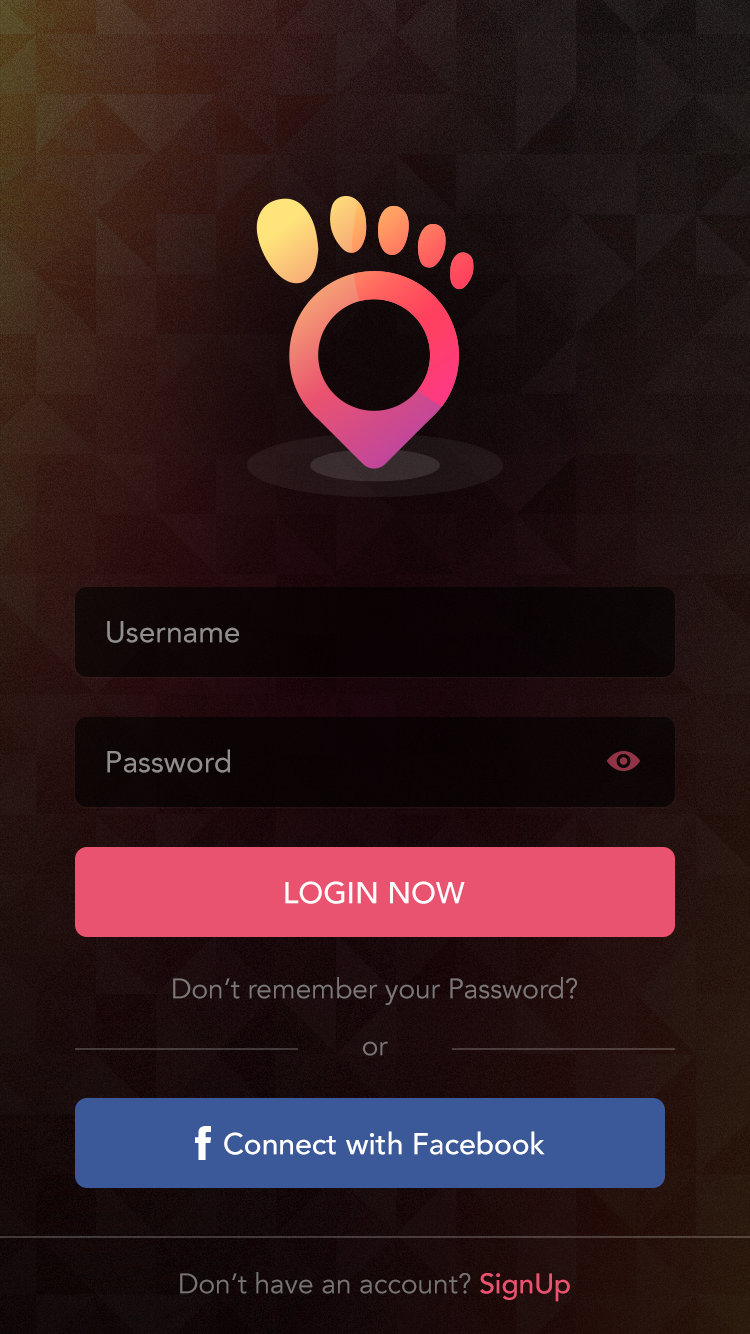 Username
Password
LOGIN NOW
Don’t remember your Password?
or
f Connect with Facebook
Don’t have an account? SignUp